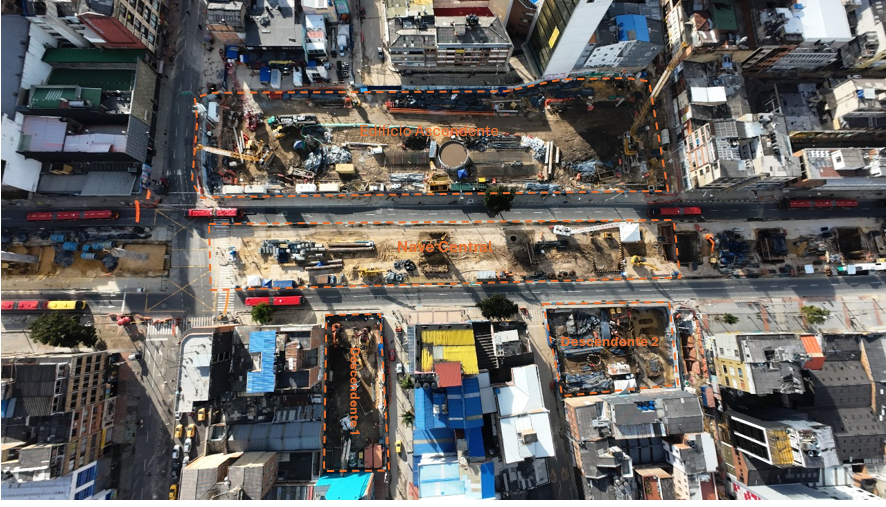 Edificio Ascendente
Nave Central
Descendente 2
Descendente 1